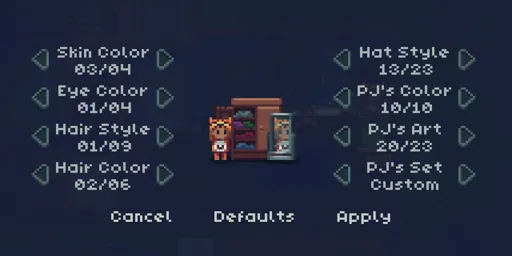 Skin Color
03/04
Eye Color
01/04
Hair Style
01/09
Hair Color
02/06
Hat Style
13/23
PJ's Color
10/10
PJ's Art
20/23
PJ's Set
Custom
Cancel
Defaults
Apply